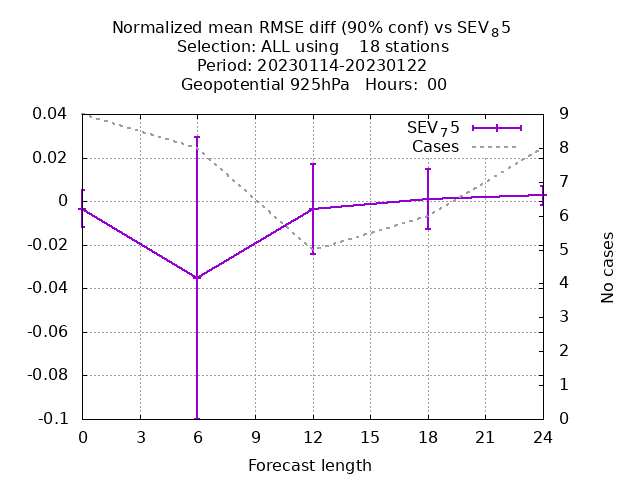 Normalized mean RMSE diff (90% conf) vs SEV₈5
Selection: ALL using    18 stations
Period: 20230114-20230122
Geopotential 925hPa   Hours:  00
SEV₇5
Cases
0.04
0.02
0
-0.02
-0.04
-0.06
-0.08
-0.1
9
8
7
6
5
4
3
2
1
0
No cases
0 3 6 9 12 15 18 21 24
Forecast length